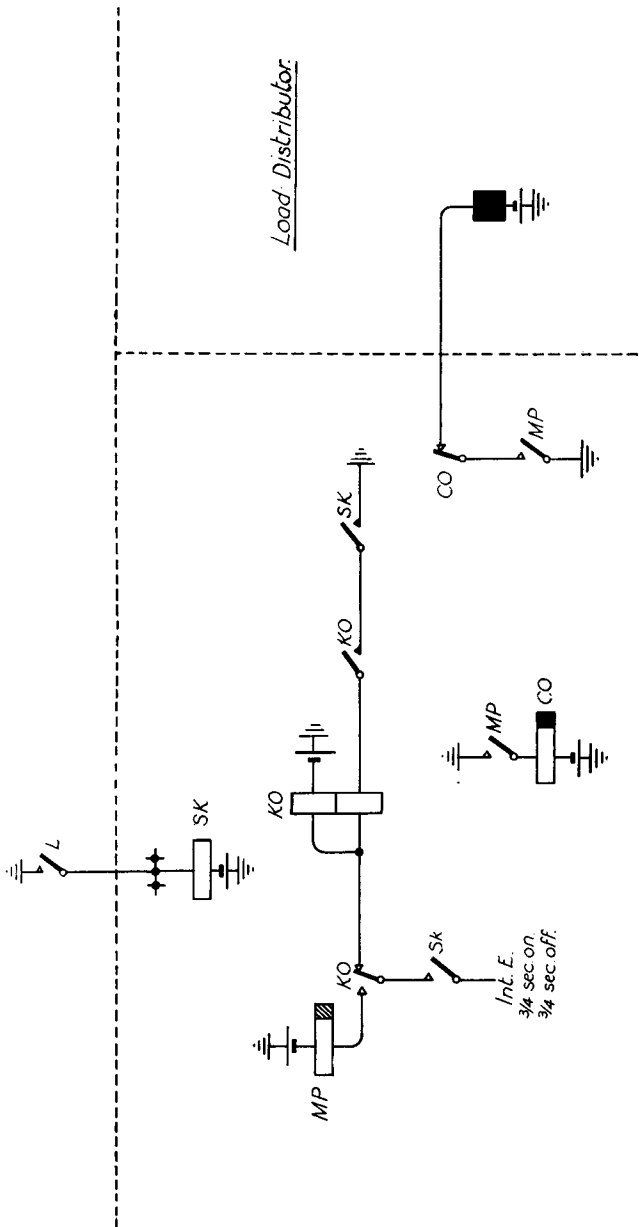 Load Distributor.
L
SK
KO
KO
SK
CO
MP
MP
CO
KO
Sk
MP
Int. E.
3/4 sec. on.
3/4 sec. off.